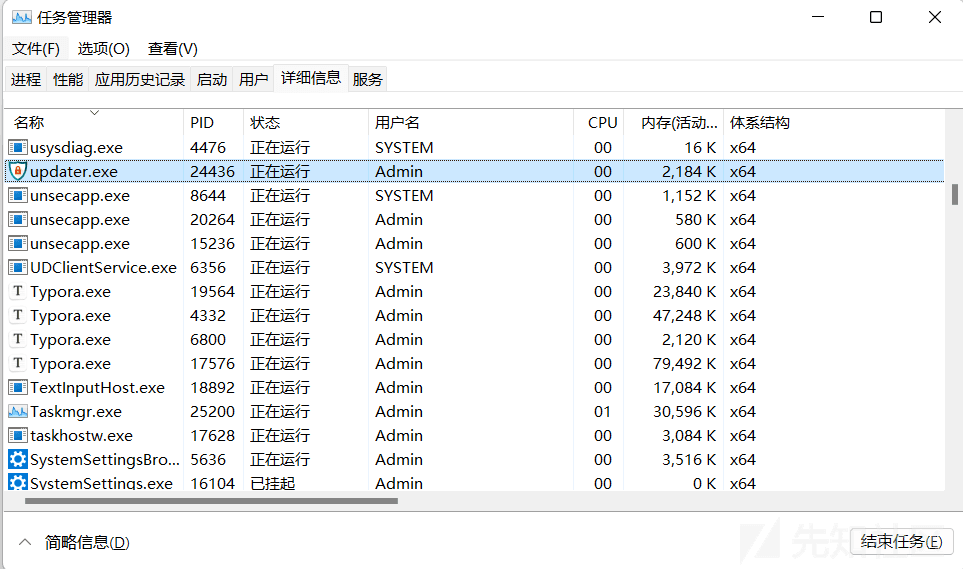 任务管理器
文件(F) 选项(O) 查看(V)
进程 性能 应用历史记录 启动 用户 详细信息 服务
名称 PID 状态 用户名 CPU 内存(活动... 体系结构
usysdiag.exe 4476 正在运行 SYSTEM 00 16 K x64
updater.exe 24436 正在运行 Admin 00 2,184 K x64
unsecapp.exe 8644 正在运行 SYSTEM 00 1,152 K x64
unsecapp.exe 20264 正在运行 Admin 00 580 K x64
unsecapp.exe 15236 正在运行 Admin 00 600 K x64
UDClientService.exe 6356 正在运行 SYSTEM 00 3,972 K x64
Typora.exe 19564 正在运行 Admin 00 23,840 K x64
Typora.exe 4332 正在运行 Admin 00 47,248 K x64
Typora.exe 6800 正在运行 Admin 00 2,120 K x64
Typora.exe 17576 正在运行 Admin 00 79,492 K x64
TextInputHost.exe 18892 正在运行 Admin 00 17,084 K x64
Taskmgr.exe 25200 正在运行 Admin 01 30,596 K x64
taskhostw.exe 17628 正在运行 Admin 00 3,084 K x64
SystemSettingsBro... 5636 正在运行 Admin 00 3,516 K x64
SystemSettings.exe 16104 已挂起 Admin 00 0 K x64
简略信息(D) 结束任务(E)
先知